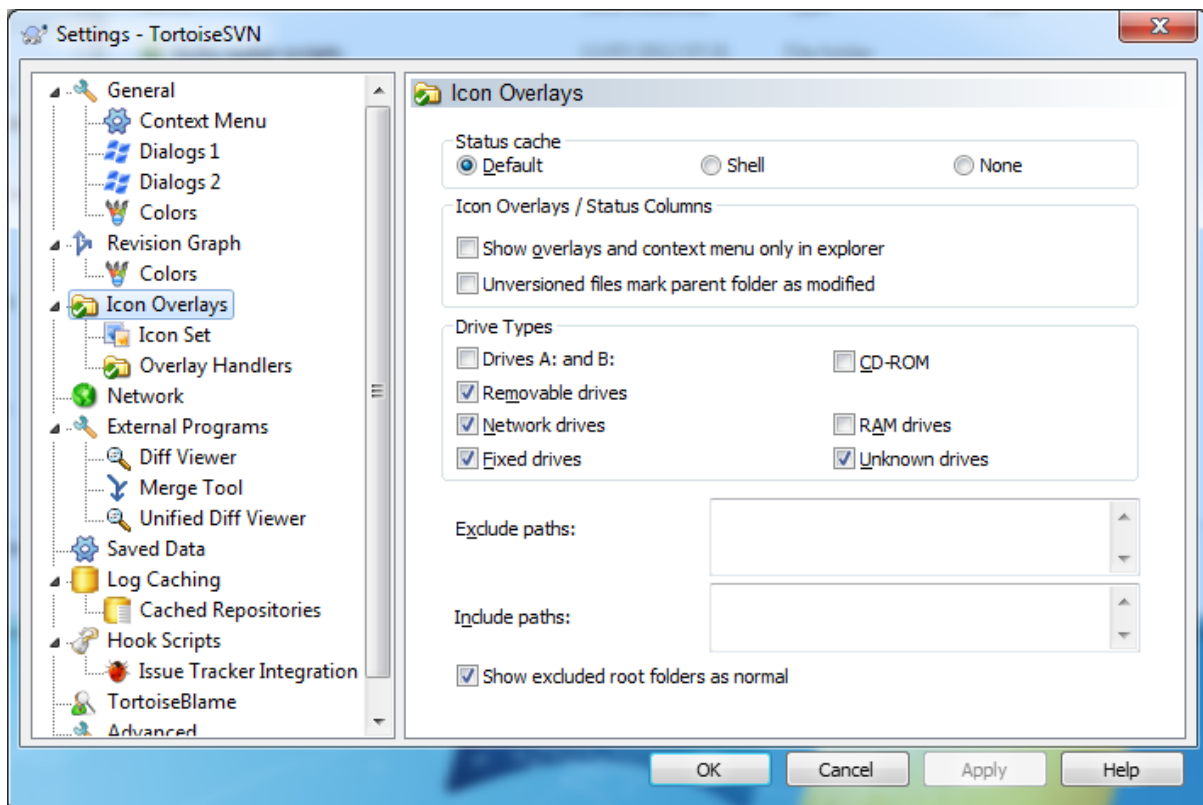 Settings - TortoiseSVN
General
Context Menu
Dialogs 1
Dialogs 2
Colors
Revision Graph
Colors
Icon Overlays
Icon Set
Overlay Handlers
Network
External Programs
Diff Viewer
Merge Tool
Unified Diff Viewer
Saved Data
Log Caching
Cached Repositories
Hook Scripts
Issue Tracker Integration
TortoiseBlame
Advanced
Icon Overlays
Status cache
Default Shell None
Icon Overlays / Status Columns
Show overlays and context menu only in explorer
Unversioned files mark parent folder as modified
Drive Types
Drives A: and B: CD-ROM
Removable drives
Network drives RAM drives
Fixed drives Unknown drives
Exclude paths:
Include paths:
Show excluded root folders as normal
OK Cancel Apply Help